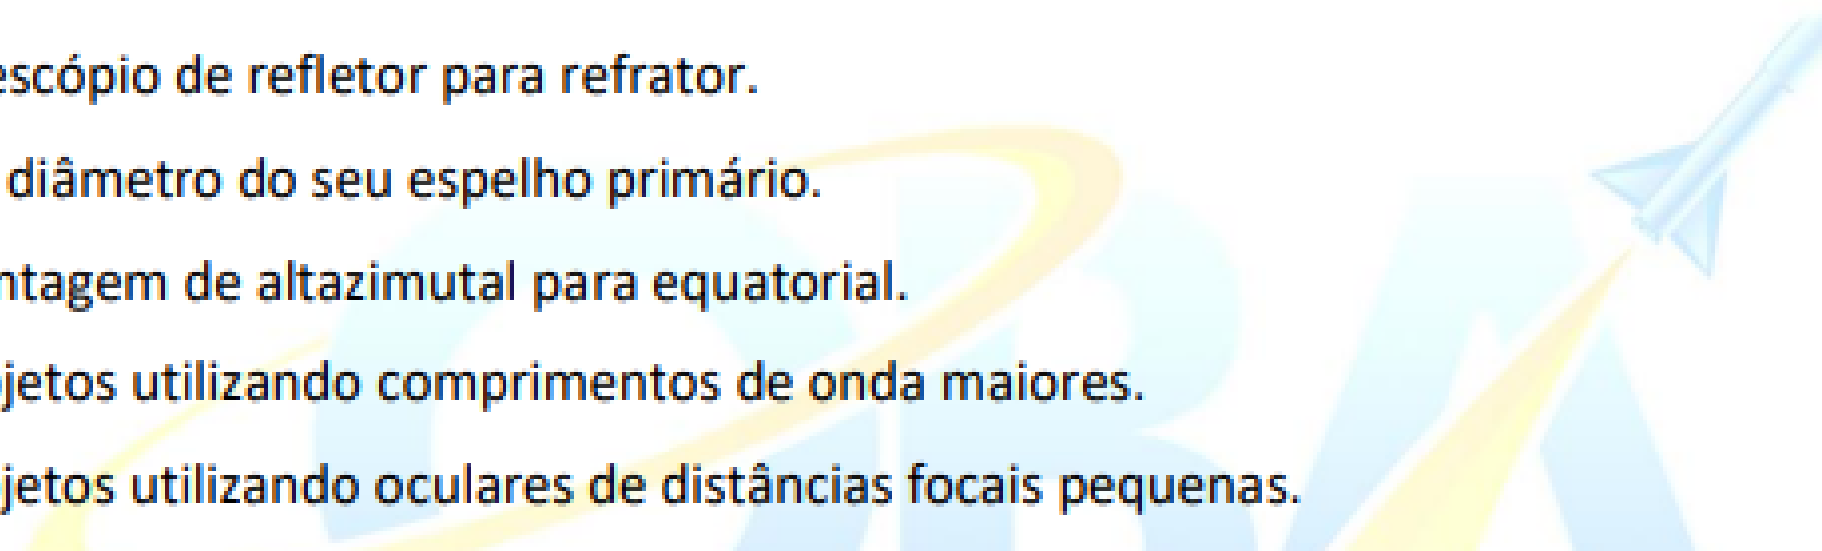 escópio de refletor para refrator.
diâmetro do seu espelho primário.
ntagem de altazimutal para equatorial.
jetos utilizando comprimentos de onda maiores.
jetos utilizando oculares de distâncias focais pequenas.